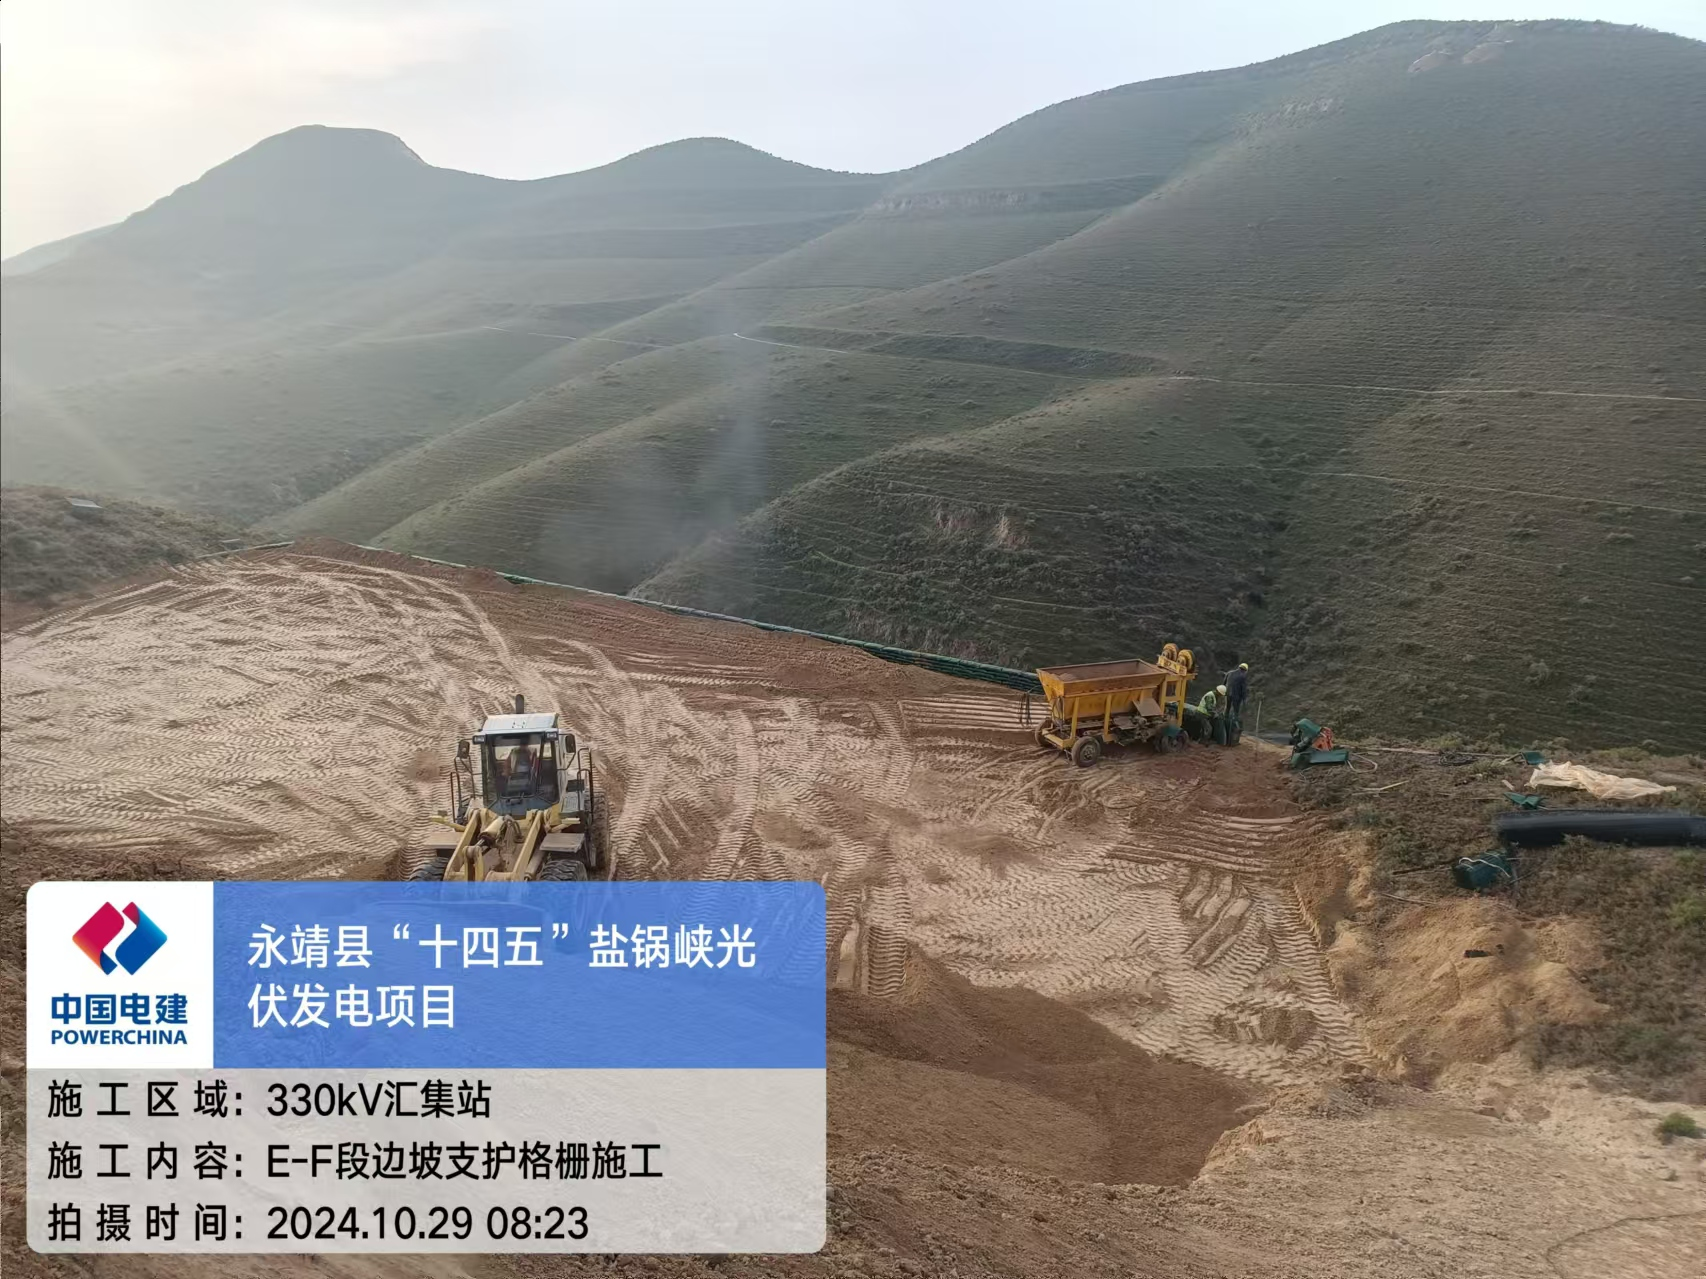 永靖县“十四五”盐锅峡光
伏发电项目
中国电建
POWERCHINA
施工区域：330kV汇集站
施工内容：E-F段边坡支护格栅施工
拍摄时间：2024.10.29 08:23